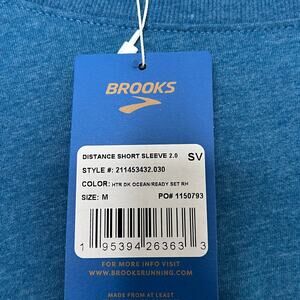 BROOKS
DISTANCE SHORT SLEEVE 2.0 SV
STYLE #: 211453432.030
COLOR: HTR DK OCEAN/READY SET RH
SIZE: M PO# 1150793
1 95394 26363 3
FOR MORE INFO VISIT
WWW.BROOKSRUNNING.COM
MADE FROM AT LEAST